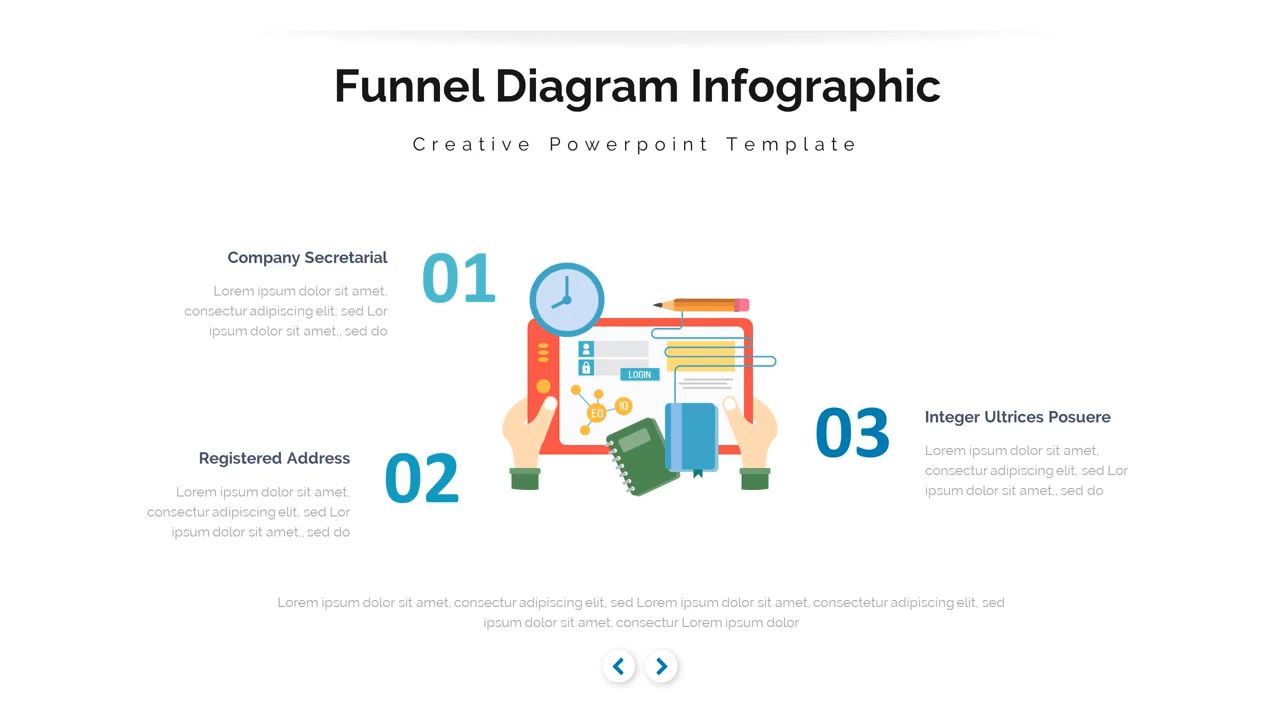 Funnel Diagram Infographic
Creative Powerpoint Template
Company Secretarial
01
Lorem ipsum dolor sit amet,
consectur adipiscing elit, sed Lor
ipsum dolor sit amet,, sed do
LOGIN
EQ
IQ
03
Integer Ultrices Posuere
Lorem ipsum dolor sit amet,
consectur adipiscing elit, sed Lor
ipsum dolor sit amet,, sed do
Registered Address
02
Lorem ipsum dolor sit amet,
consectur adipiscing elit, sed Lor
ipsum dolor sit amet,, sed do
Lorem ipsum dolor sit amet, consectur adipiscing elit, sed Lorem ipsum dolor sit amet, conscctetur adipiscing elit, sed
ipsum dolor sit amet, consectur Lorem ipsum dolor